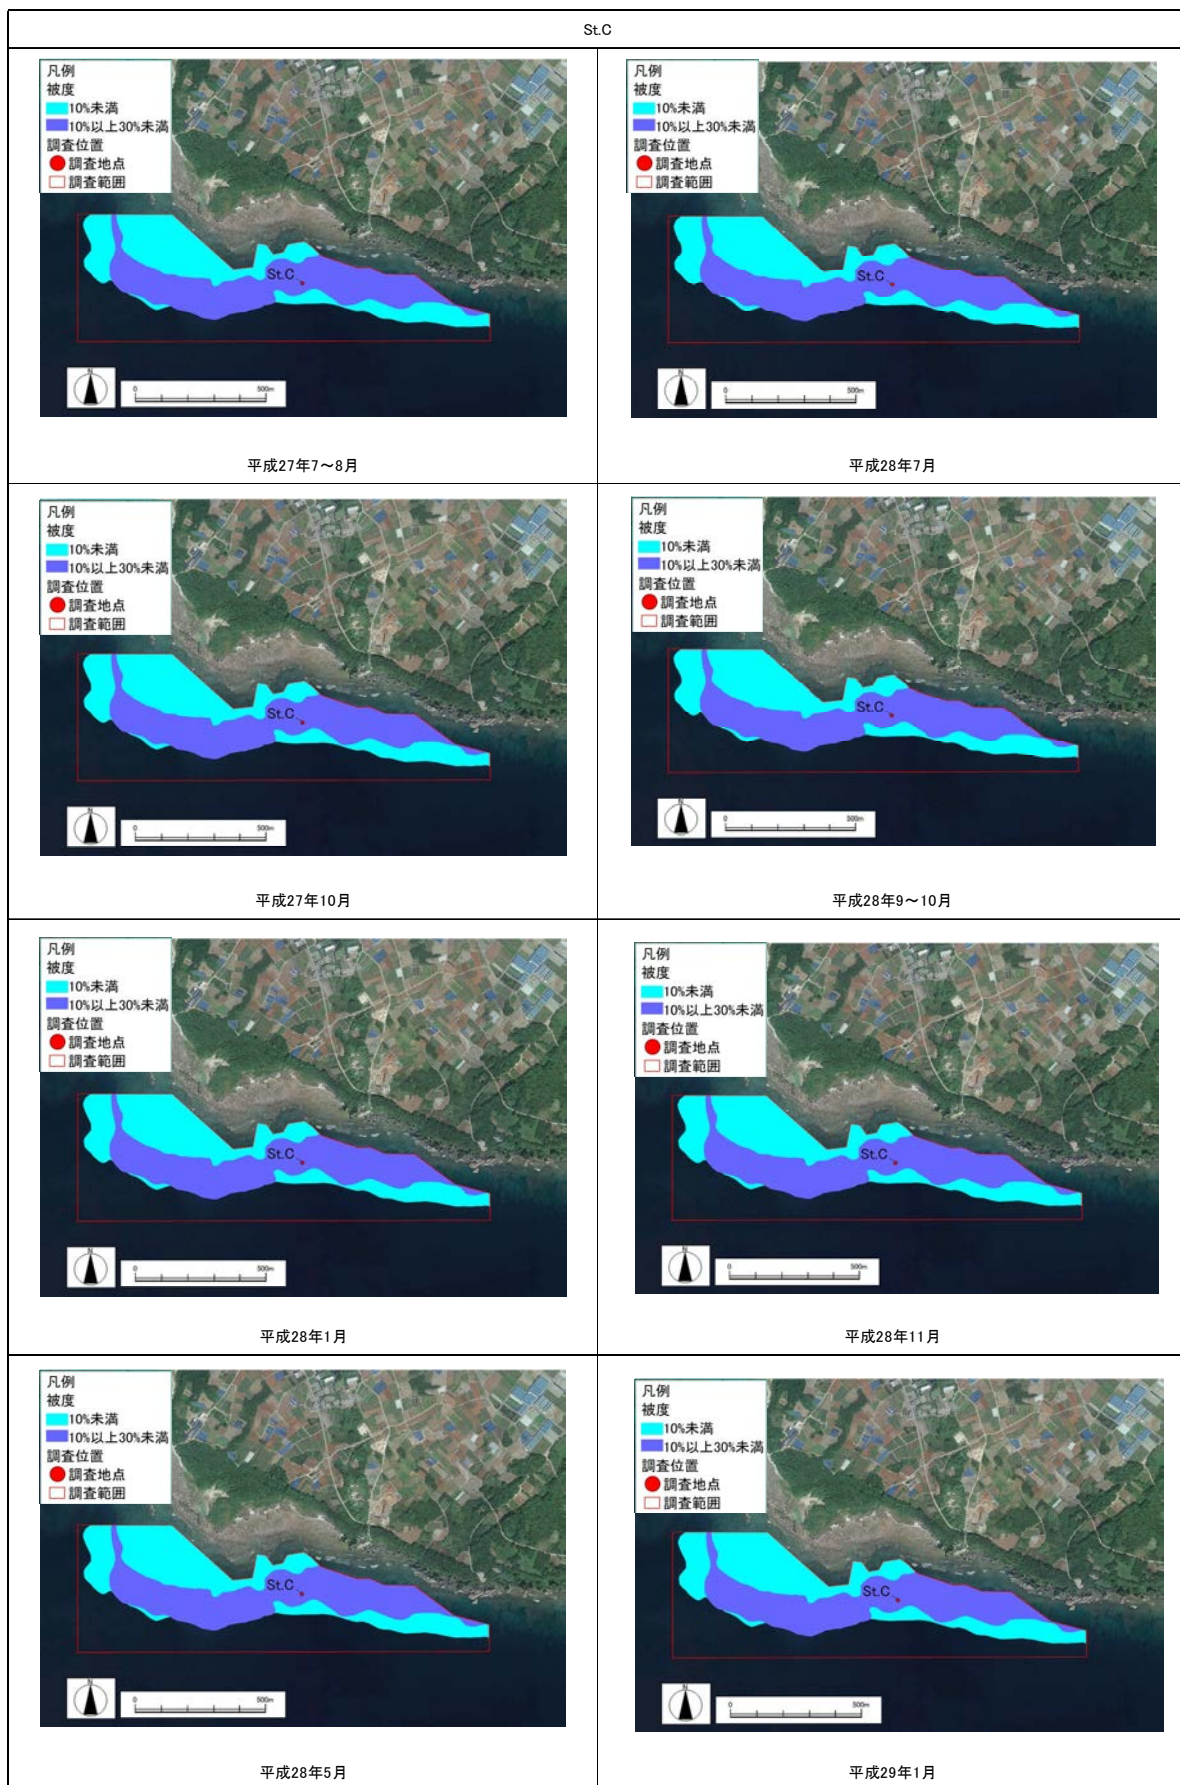 St.C
凡例
被度
10%未満
10%以上30%未満
調査位置
調査地点
調査範囲
St.C
N
0 500m
平成27年7～8月
凡例
被度
10%未満
10%以上30%未満
調査位置
調査地点
調査範囲
St.C
N
0 500m
平成28年7月
凡例
被度
10%未満
10%以上30%未満
調査位置
調査地点
調査範囲
St.C
N
0 500m
平成27年10月
凡例
被度
10%未満
10%以上30%未満
調査位置
調査地点
調査範囲
St.C
N
0 500m
平成28年9～10月
凡例
被度
10%未満
10%以上30%未満
調査位置
調査地点
調査範囲
St.C
N
0 500m
平成28年1月
凡例
被度
10%未満
10%以上30%未満
調査位置
調査地点
調査範囲
St.C
N
0 500m
平成28年11月
凡例
被度
10%未満
10%以上30%未満
調査位置
調査地点
調査範囲
St.C
N
0 500m
平成28年5月
凡例
被度
10%未満
10%以上30%未満
調査位置
調査地点
調査範囲
St.C
N
0 500m
平成29年1月